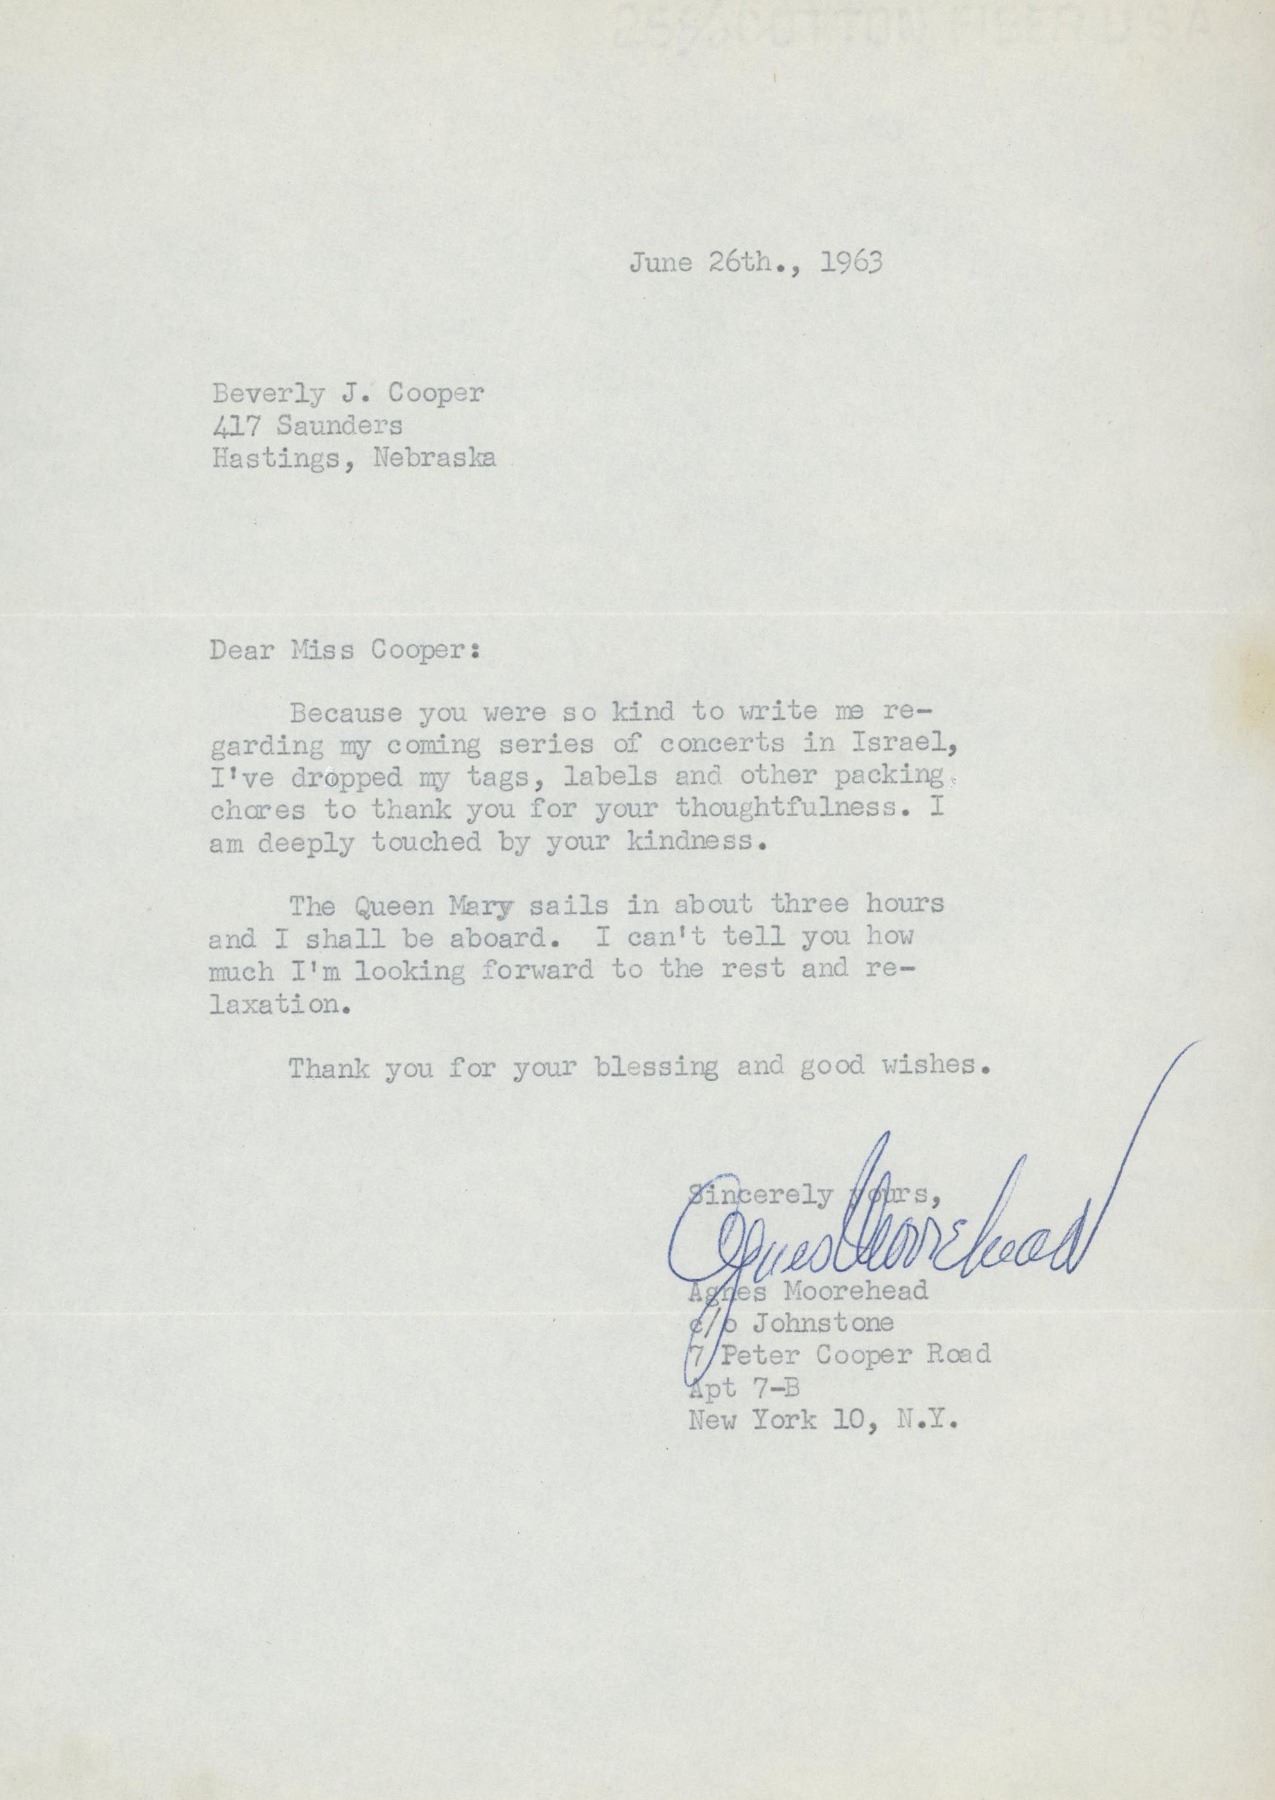 25% COTTON FIBER USA
June 26th., 1963
Beverly J. Cooper
417 Saunders
Hastings, Nebraska
Dear Miss Cooper:
Because you were so kind to write me re-
garding my coming series of concerts in Israel,
I've dropped my tags, labels and other packing
chores to thank you for your thoughtfulness. I
am deeply touched by your kindness.
The Queen Mary sails in about three hours
and I shall be aboard.  I can't tell you how
much I'm looking forward to the rest and re-
laxation.
Thank you for your blessing and good wishes.
Sincerely yours,
Agnes Moorehead
Agnes Moorehead
c/o Johnstone
7 Peter Cooper Road
Apt 7-B
New York 10, N.Y.